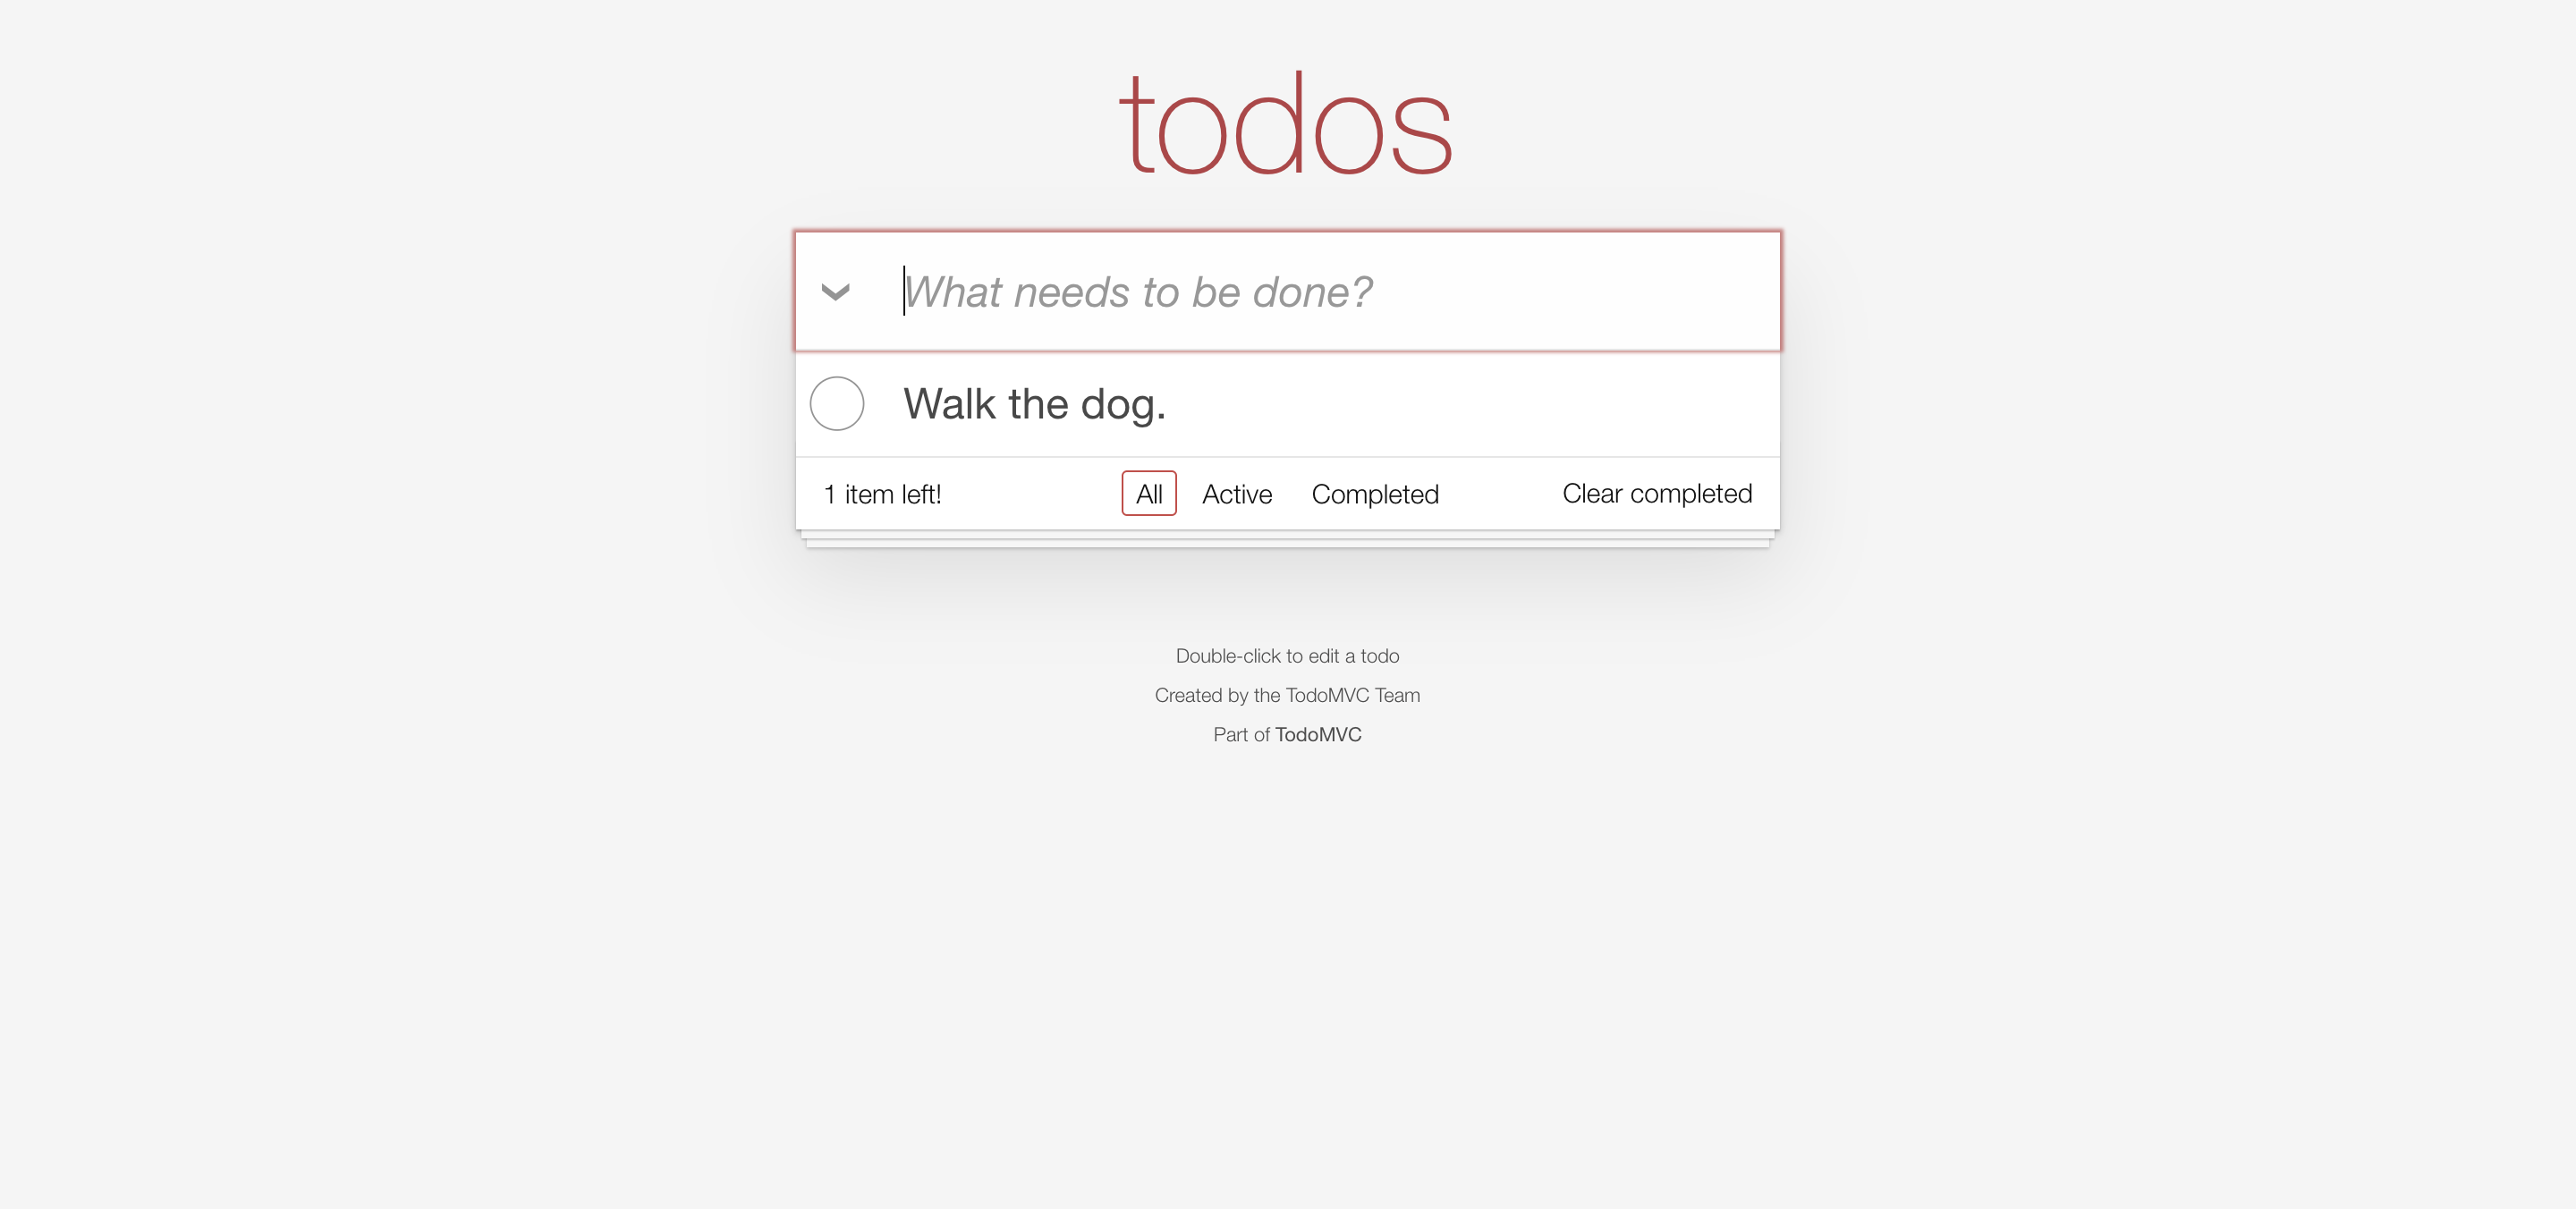 todos
What needs to be done?
Walk the dog.
1 item left! All Active Completed Clear completed
Double-click to edit a todo
Created by the TodoMVC Team
Part of TodoMVC